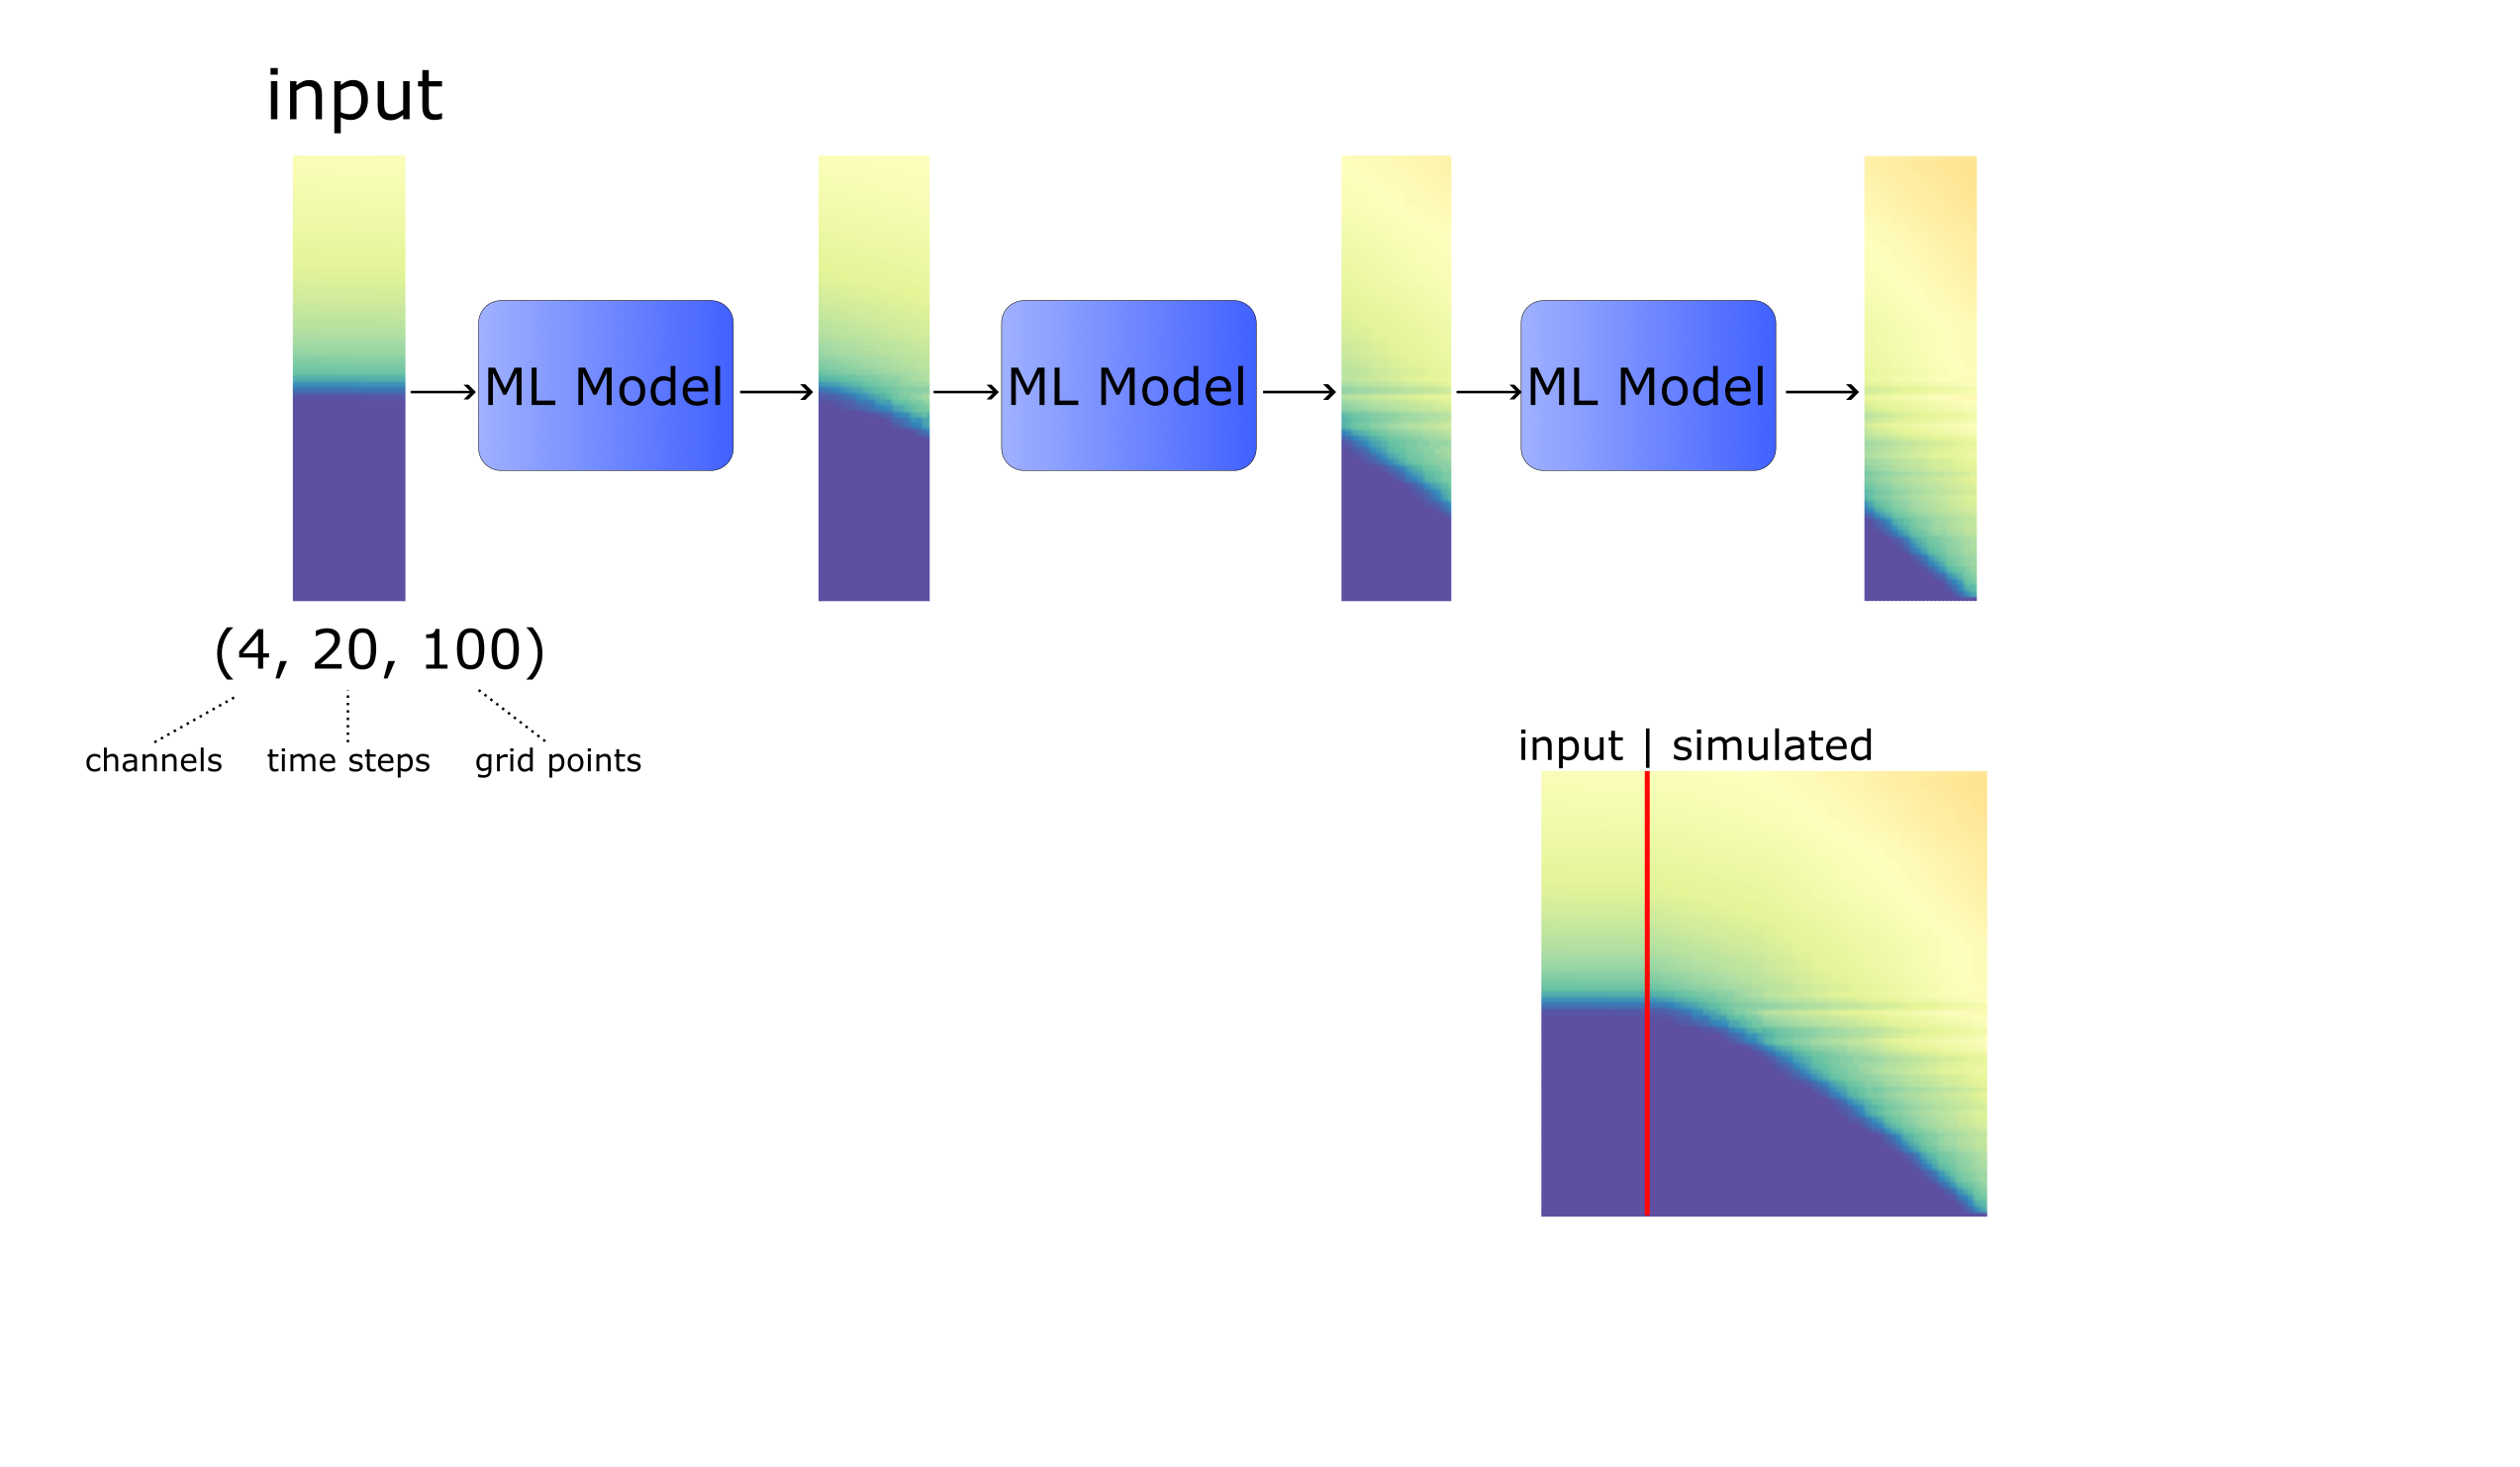 input
ML Model
ML Model
ML Model
(4, 20, 100)
channels
time steps
grid points
input | simulated